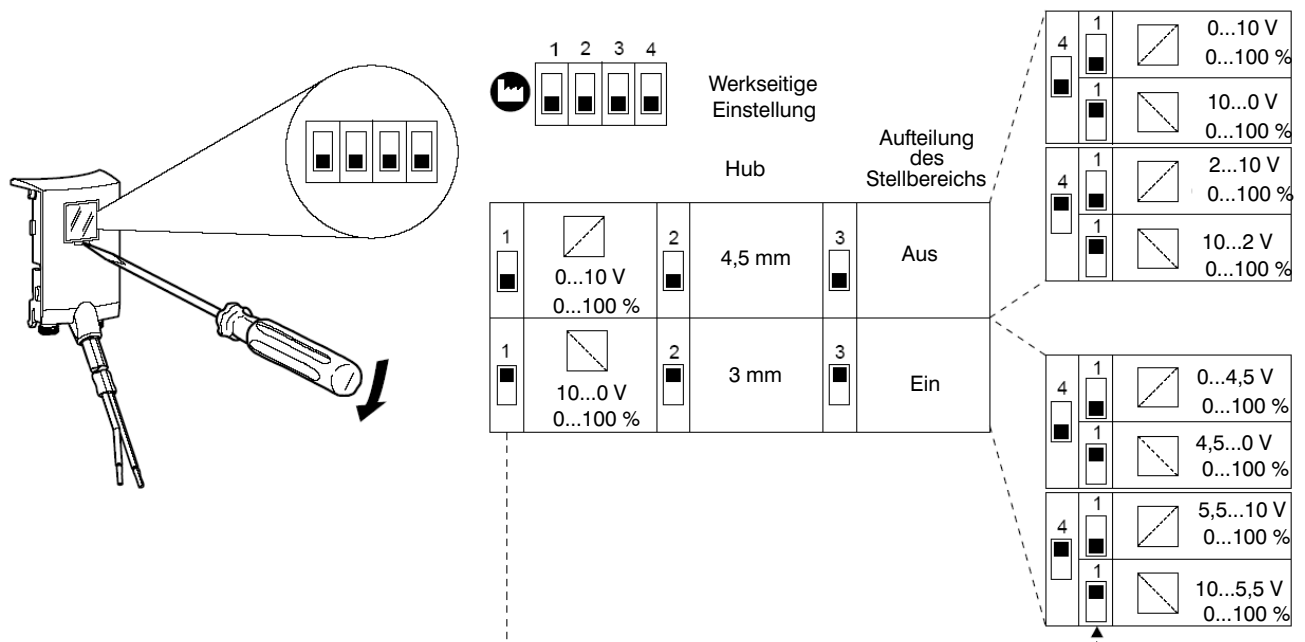 1 2 3 4
Werkseitige
Einstellung
Hub
Aufteilung
des
Stellbereichs
1
0...10 V
0...100 %
2
4,5 mm
3
Aus
1
10...0 V
0...100 %
2
3 mm
3
Ein
4
1
0...10 V
0...100 %
1
10...0 V
0...100 %
4
1
2...10 V
0...100 %
1
10...2 V
0...100 %
4
1
0...4,5 V
0...100 %
1
4,5...0 V
0...100 %
4
1
5,5...10 V
0...100 %
1
10...5,5 V
0...100 %